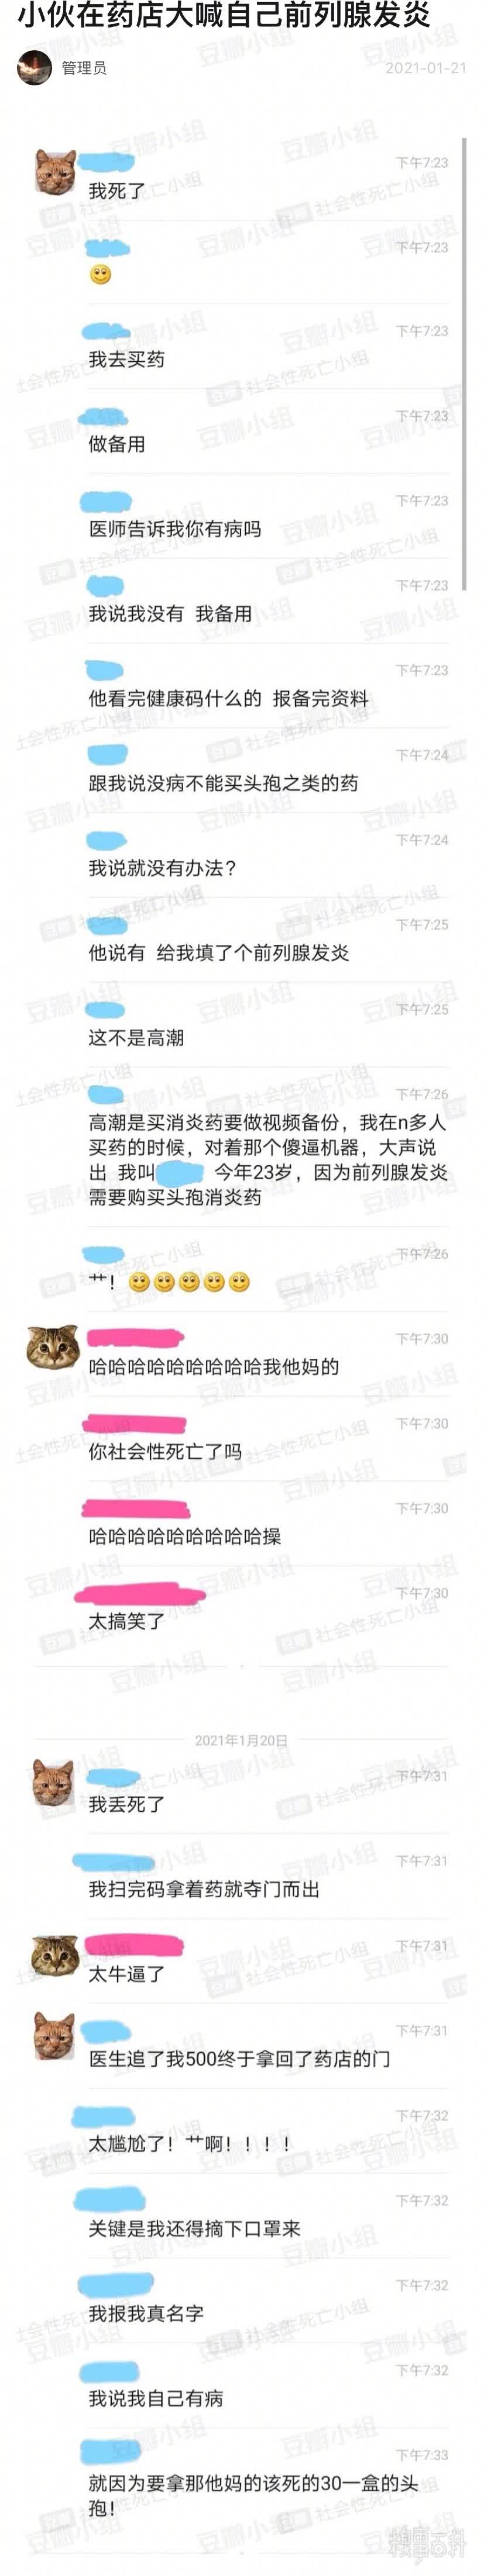 小伙在药店大喊自己前列腺发炎
管理员
2021-01-21
下午7:23
我死了
下午7:23
下午7:23
我去买药
下午7:23
做备用
下午7:23
医师告诉我你有病吗
下午7:23
我说我没有 我备用
下午7:23
他看完健康码什么的 报备完资料
下午7:24
跟我说没病不能买头孢之类的药
下午7:24
我说就没有办法?
下午7:25
他说有 给我填了个前列腺发炎
下午7:25
这不是高潮
下午7:26
高潮是买消炎药要做视频备份，我在n多人
买药的时候，对着那个傻逼机器，大声说
出 我叫 今年23岁，因为前列腺发炎
需要购买头孢消炎药
下午7:26
艹!
下午7:30
哈哈哈哈哈哈哈哈哈我他妈的
下午7:30
你社会性死亡了吗
下午7:30
哈哈哈哈哈哈哈哈哈操
下午7:30
太搞笑了
2021年1月20日
下午7:31
我丢死了
下午7:31
我扫完码拿着药就夺门而出
下午7:31
太牛逼了
下午7:31
医生追了我500终于拿回了药店的门
下午7:32
太尴尬了！艹啊！！！！
下午7:32
关键是我还得摘下口罩来
下午7:32
我报我真名字
下午7:32
我说我自己有病
下午7:33
就因为要拿那他妈的该死的30一盒的头
孢!
豆瓣小组
豆瓣 社会性死亡小组
搜事百科